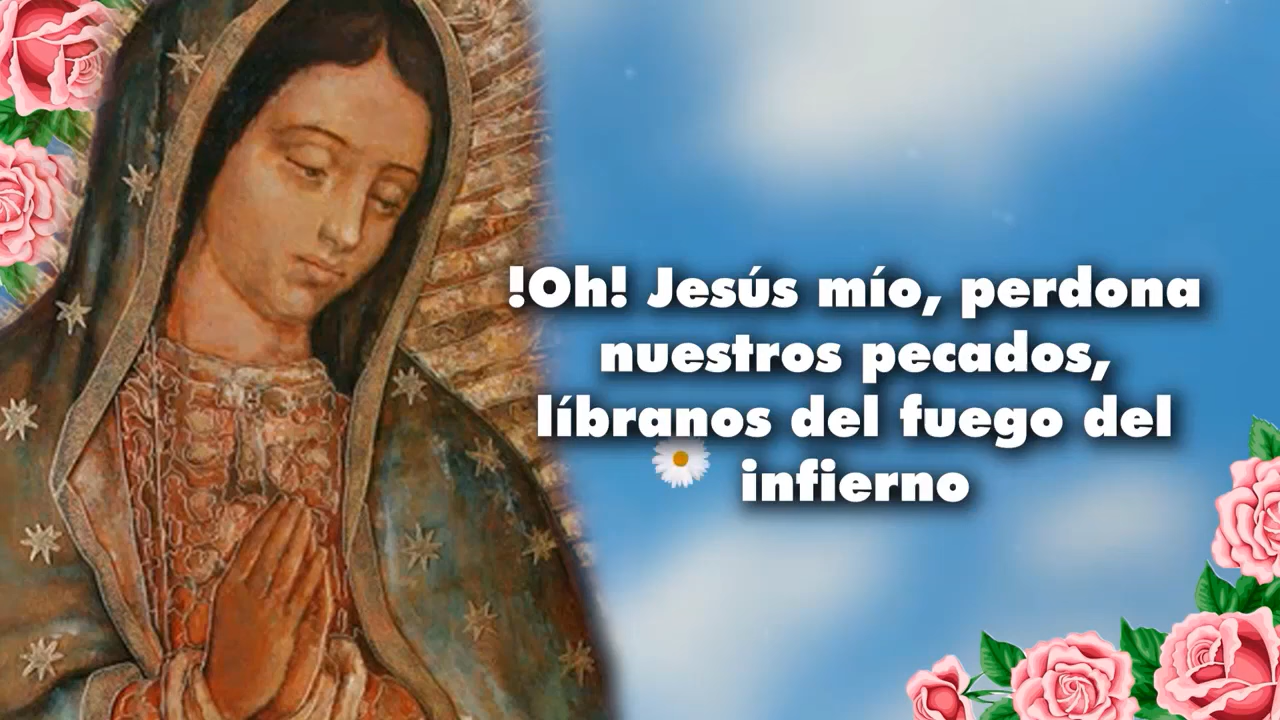 !Oh! Jesús mío, perdona
nuestros pecados,
líbranos del fuego del
infierno